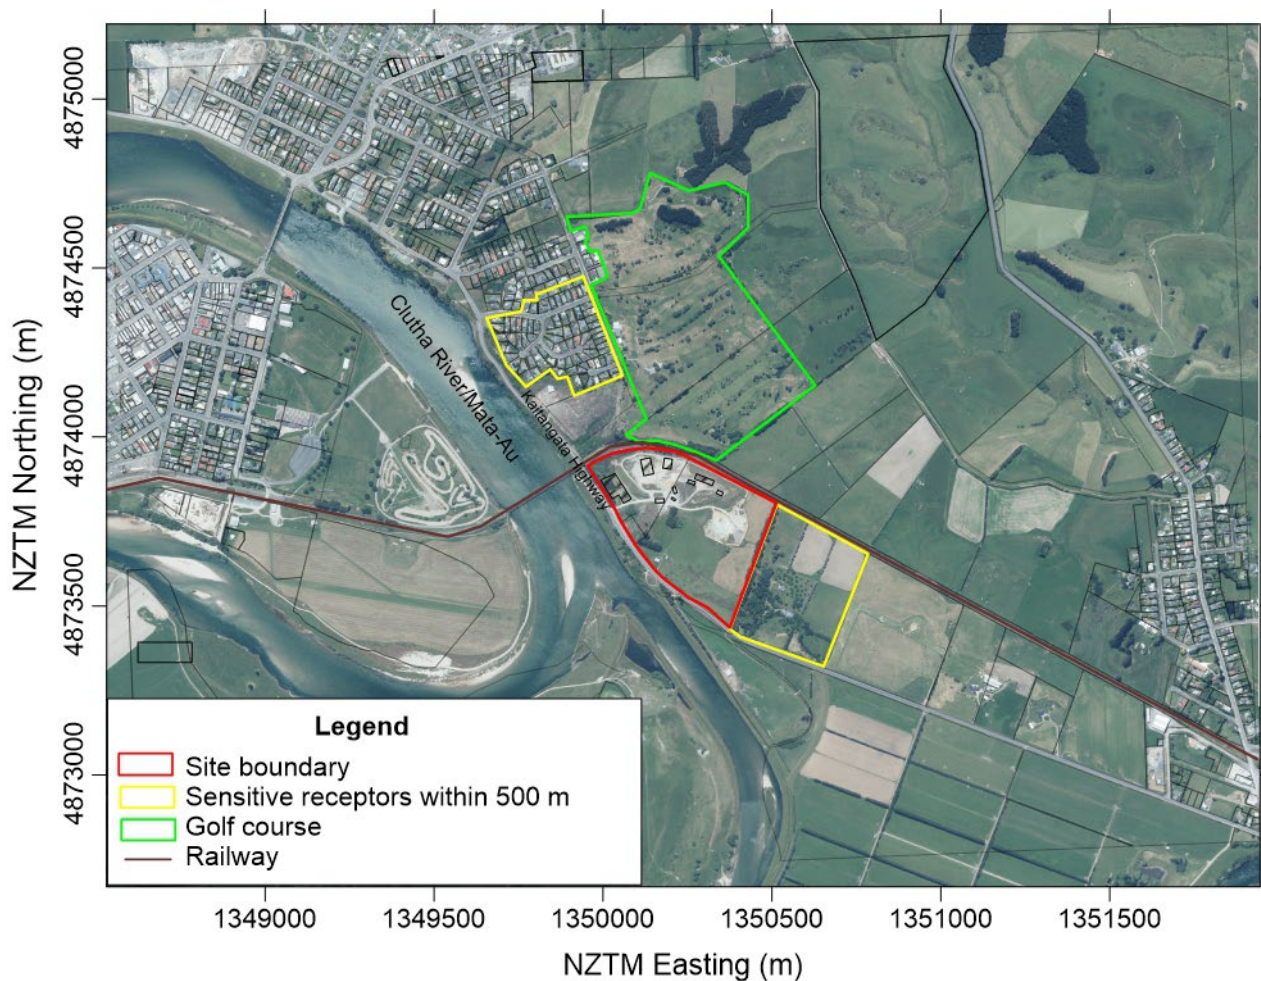 NZTM Northing (m)
4875000
4874500
4874000
4873500
4873000
Clutha River/Mata-Au
Kaitangata Highway
Legend
Site boundary
Sensitive receptors within 500 m
Golf course
Railway
1349000
1349500
1350000
1350500
1351000
1351500
NZTM Easting (m)